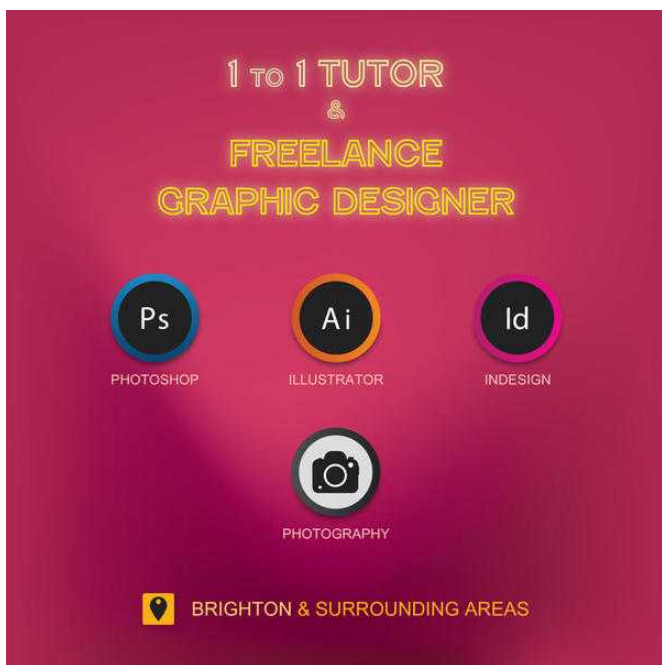 1 TO 1 TUTOR
&
FREELANCE
GRAPHIC DESIGNER
Ps Ai Id
PHOTOSHOP ILLUSTRATOR INDESIGN
PHOTOGRAPHY
BRIGHTON & SURROUNDING AREAS